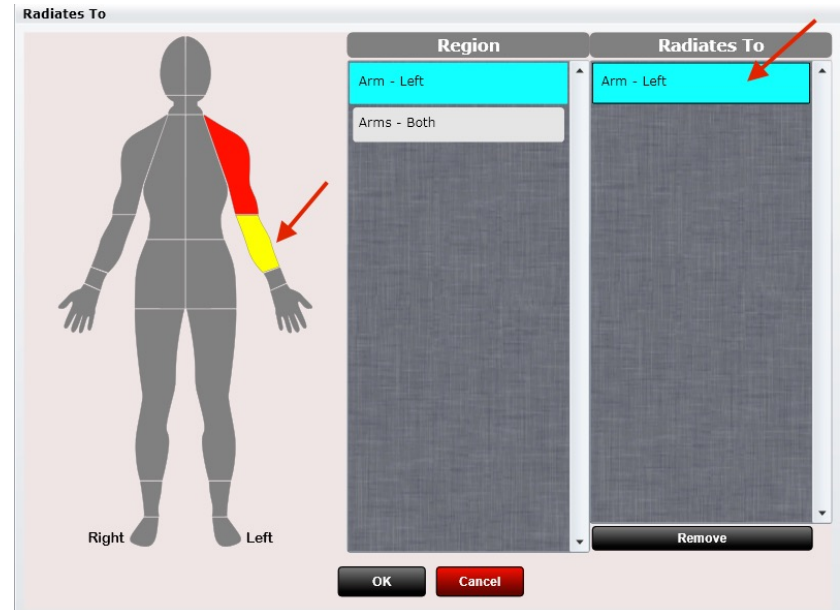 Radiates To
Region
Radiates To
Arm - Left
Arm - Left
Arms - Both
Right
Left
Remove
OK
Cancel